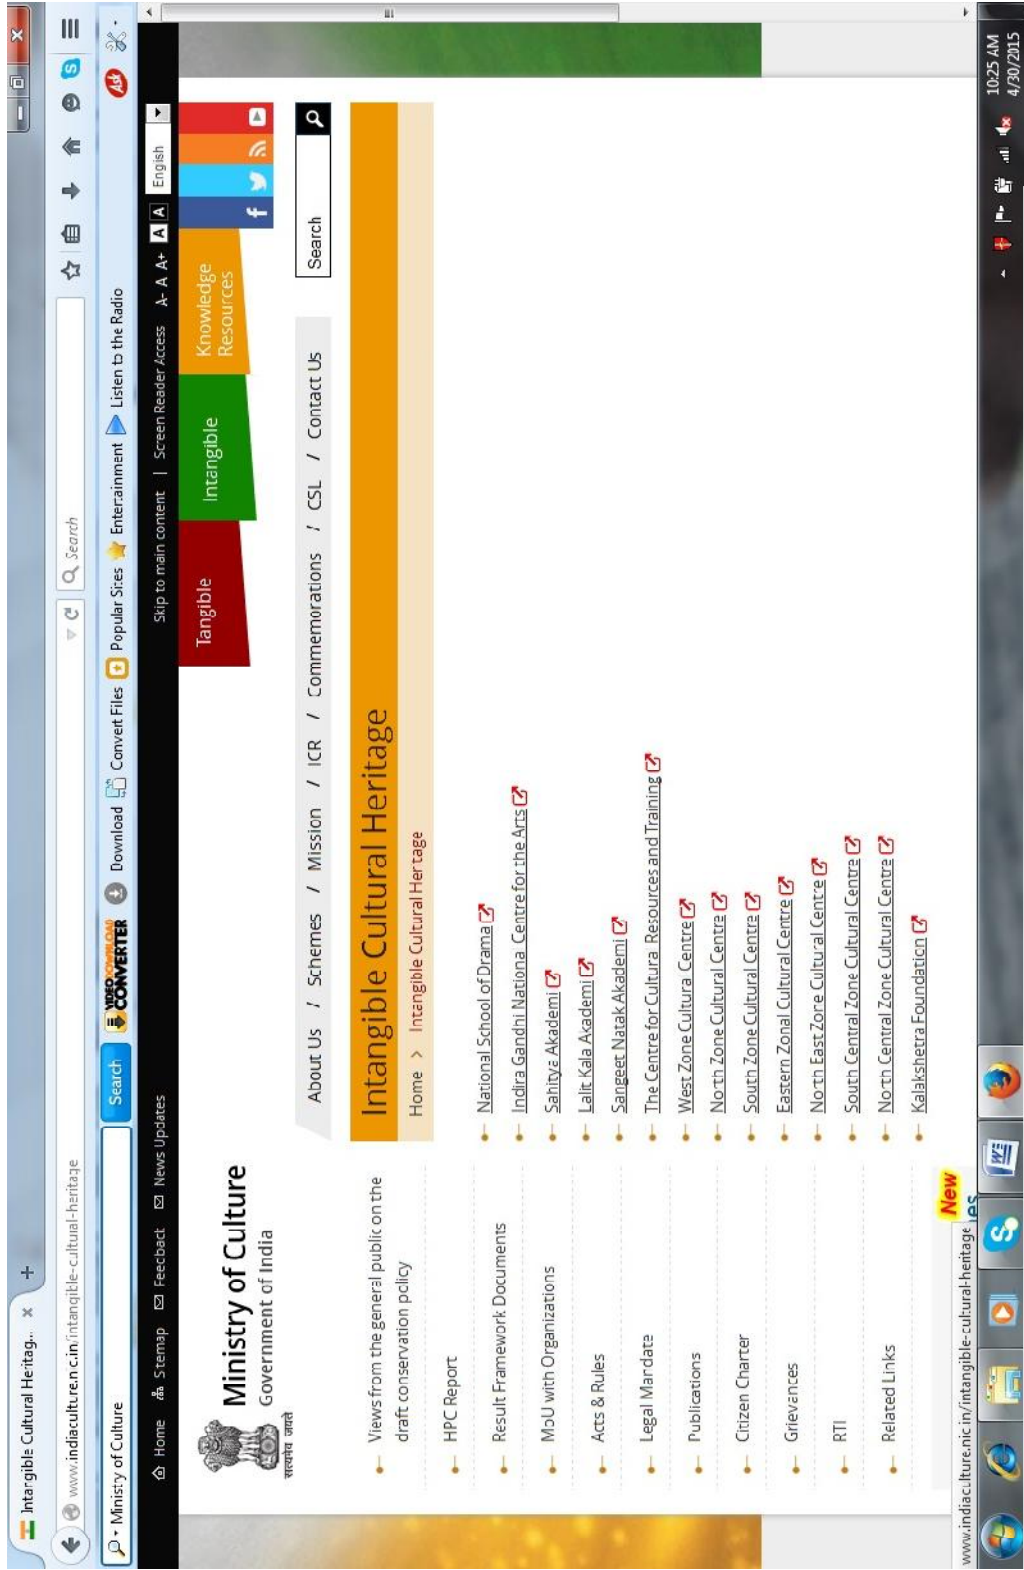 Intangible Cultural Heritag...
www.indiaculture.nic.in/intangible-cultural-heritage
Search
Ministry of Culture
Search
VIDEO DOWNLOAD
CONVERTER
Download
Convert Files
Popular Sites
Entertainment
Listen to the Radio
Ask
Home
Sitemap
Feedback
News Updates
Skip to main content | Screen Reader Access A- A A+ A A English
Ministry of Culture
Government of India
सत्यमेव जयते
Tangible
Intangible
Knowledge
Resources
About Us / Schemes / Mission / ICR / Commemorations / CSL / Contact Us
Search
Views from the general public on the
draft conservation policy
HPC Report
Result Framework Documents
MoU with Organizations
Acts & Rules
Legal Mandate
Publications
Citizen Charter
Grievances
RTI
Related Links
New
Intangible Cultural Heritage
Home > Intangible Cultural Heritage
National School of Drama
Indira Gandhi National Centre for the Arts
Sahitya Akademi
Lalit Kala Akademi
Sangeet Natak Akademi
The Centre for Cultural Resources and Training
West Zone Cultural Centre
North Zone Cultural Centre
South Zone Cultural Centre
Eastern Zonal Cultural Centre
North East Zone Cultural Centre
South Central Zone Cultural Centre
North Central Zone Cultural Centre
Kalakshetra Foundation
www.indiaculture.nic.in/intangible-cultural-heritage
10:25 AM
4/30/2015